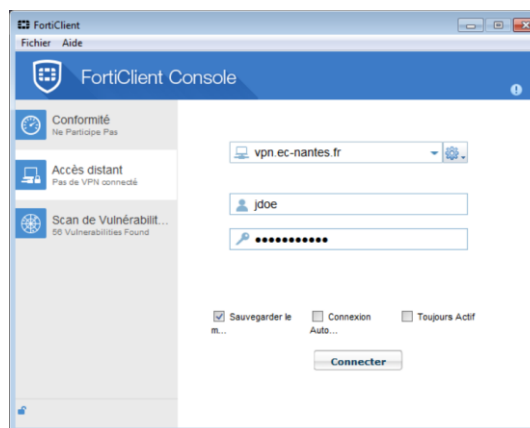 FortiClient
Fichier Aide
FortiClient Console
Conformité
Ne Participe Pas
Accès distant
Pas de VPN connecté
Scan de Vulnérabilit...
56 Vulnerabilities Found
vpn.ec-nantes.fr
jdoe
•••••••••••
Sauvegarder le m...
Connexion Auto...
Toujours Actif
Connecter